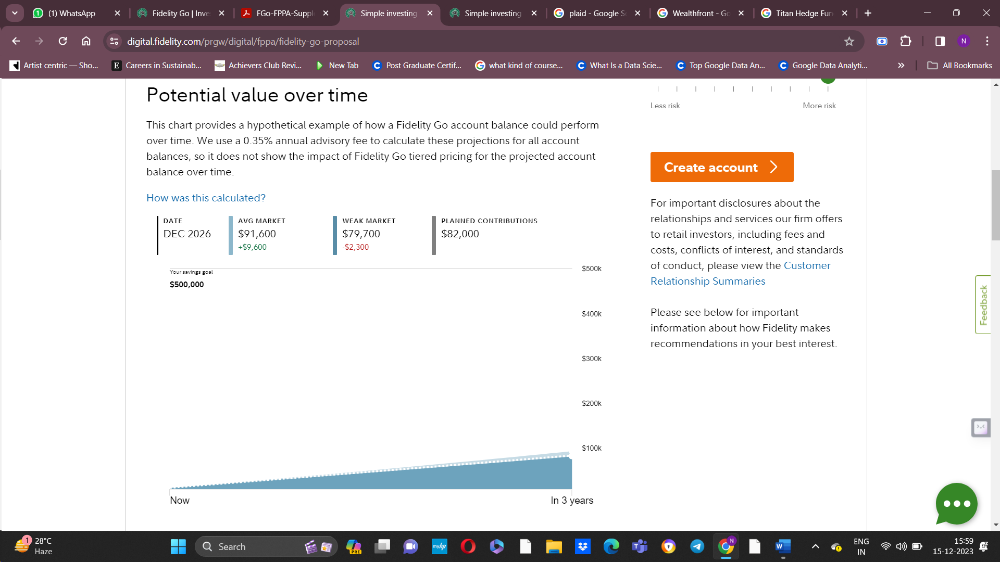 (1) WhatsApp
Fidelity Go | Inve
FGo-FPPA-Suppl
Simple investing
Simple investing
plaid - Google S
Wealthfront - Go
Titan Hedge Fun
digital.fidelity.com/prgw/digital/fppa/fidelity-go-proposal
N
Artist centric — Sho...
Careers in Sustainab...
Achievers Club Revi...
New Tab
Post Graduate Certif...
what kind of course...
What Is a Data Scie...
Top Google Data An...
Google Data Analyti...
All Bookmarks
Potential value over time
This chart provides a hypothetical example of how a Fidelity Go account balance could perform
over time. We use a 0.35% annual advisory fee to calculate these projections for all account
balances, so it does not show the impact of Fidelity Go tiered pricing for the projected account
balance over time.
How was this calculated?
DATE
DEC 2026
AVG MARKET
$91,600
+$9,600
WEAK MARKET
$79,700
-$2,300
PLANNED CONTRIBUTIONS
$82,000
Your savings goal
$500,000
$500k
$400k
$300k
$200k
$100k
Now
In 3 years
Less risk
More risk
Create account
For important disclosures about the
relationships and services our firm offers
to retail investors, including fees and
costs, conflicts of interest, and standards
of conduct, please view the Customer
Relationship Summaries
Please see below for important
information about how Fidelity makes
recommendations in your best interest.
Feedback
1
28°C
Haze
Search
PRE
myhp
N
W
ENG
IN
15:59
15-12-2023